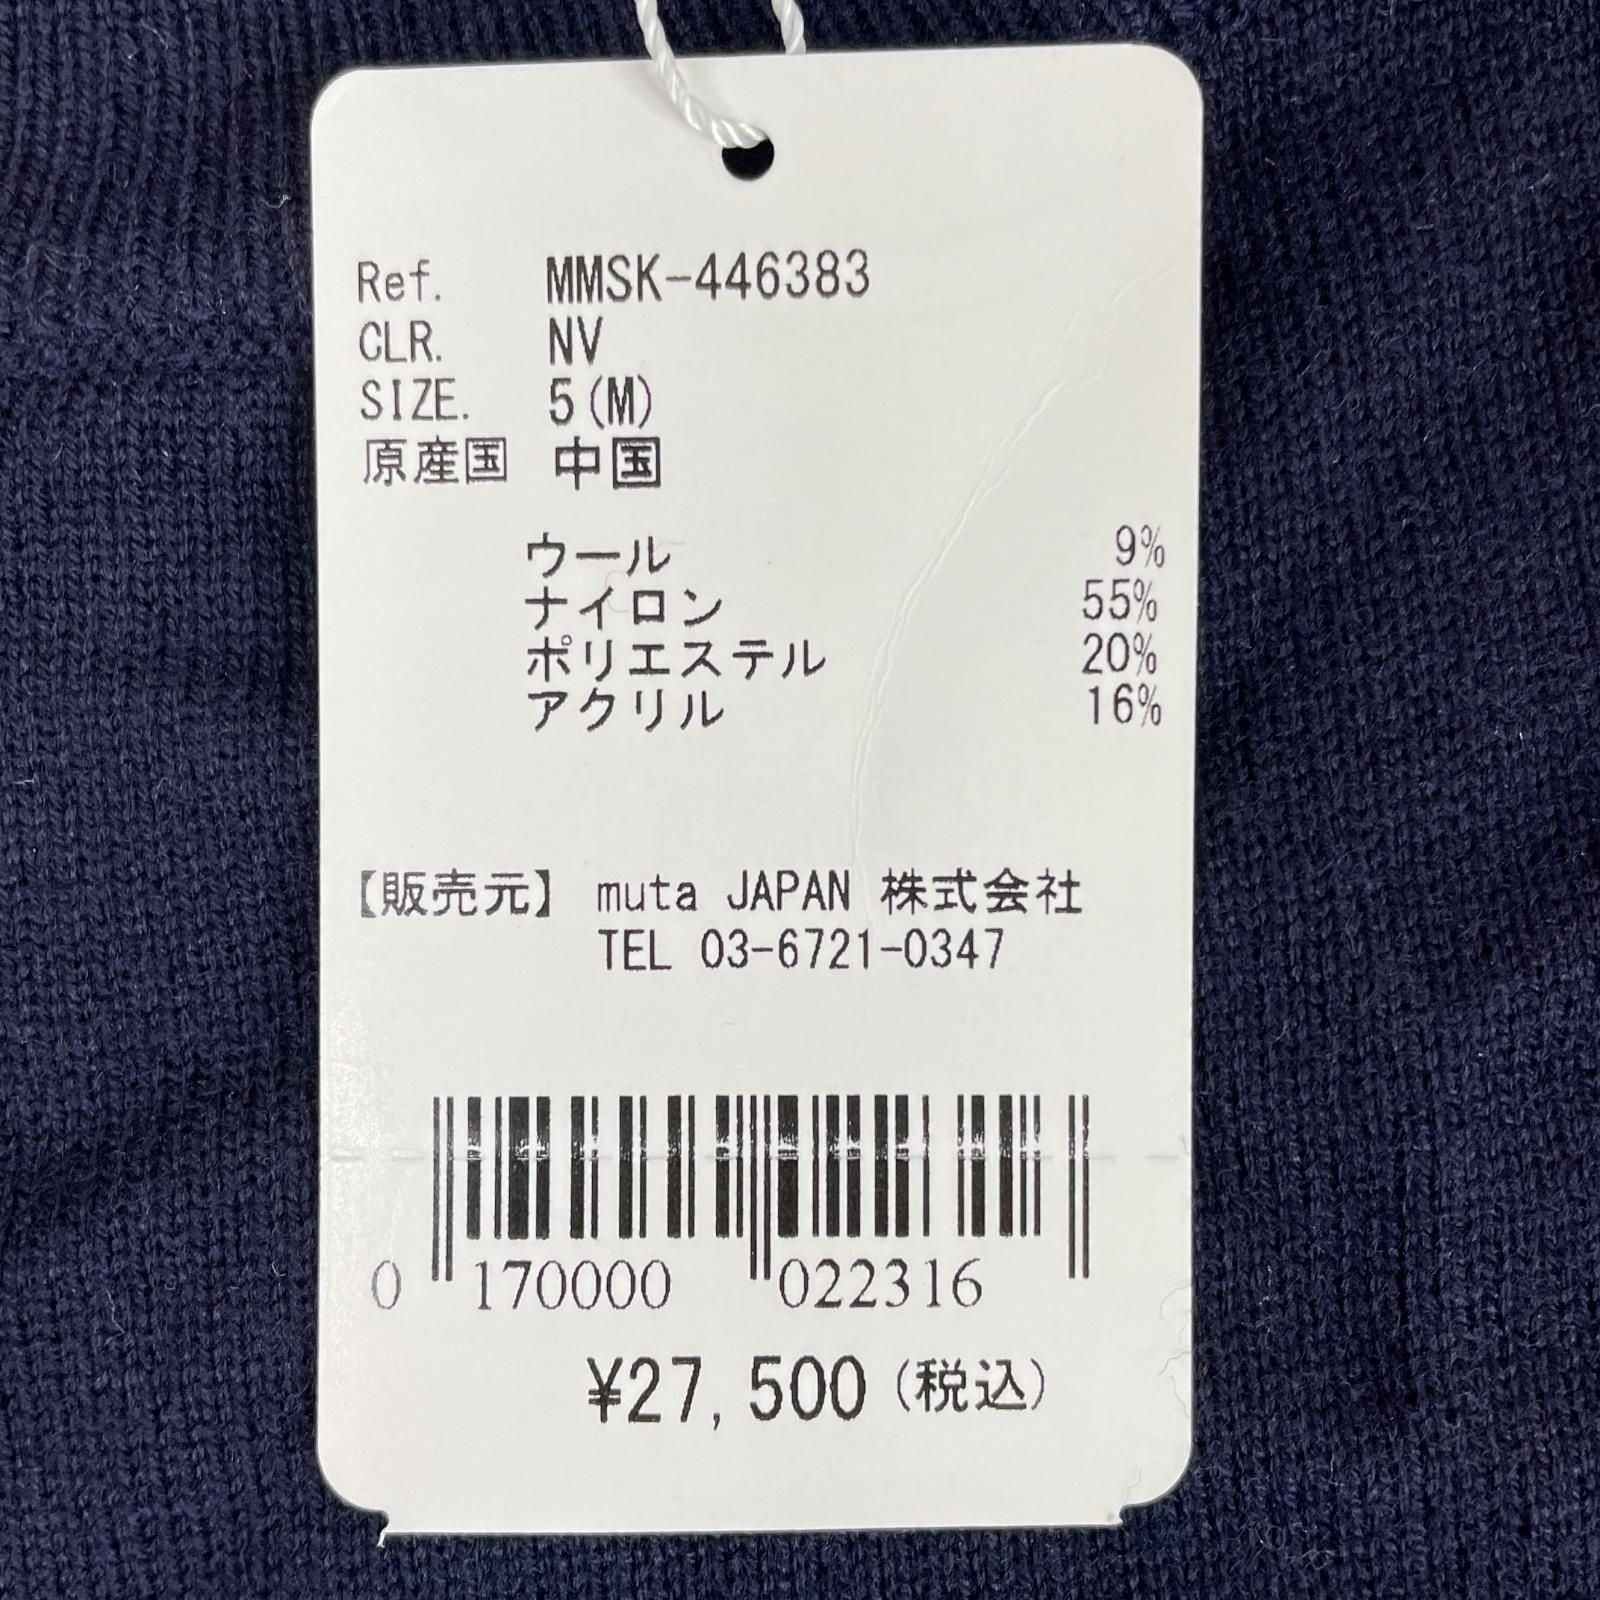 Ref. MMSK-446383
CLR. NV
SIZE. 5(M)
原産国 中国
ウール 9%
ナイロン 55%
ポリエステル 20%
アクリル 16%
【販売元】 muta JAPAN 株式会社
TEL 03-6721-0347
0 170000 022316
¥27,500(税込)